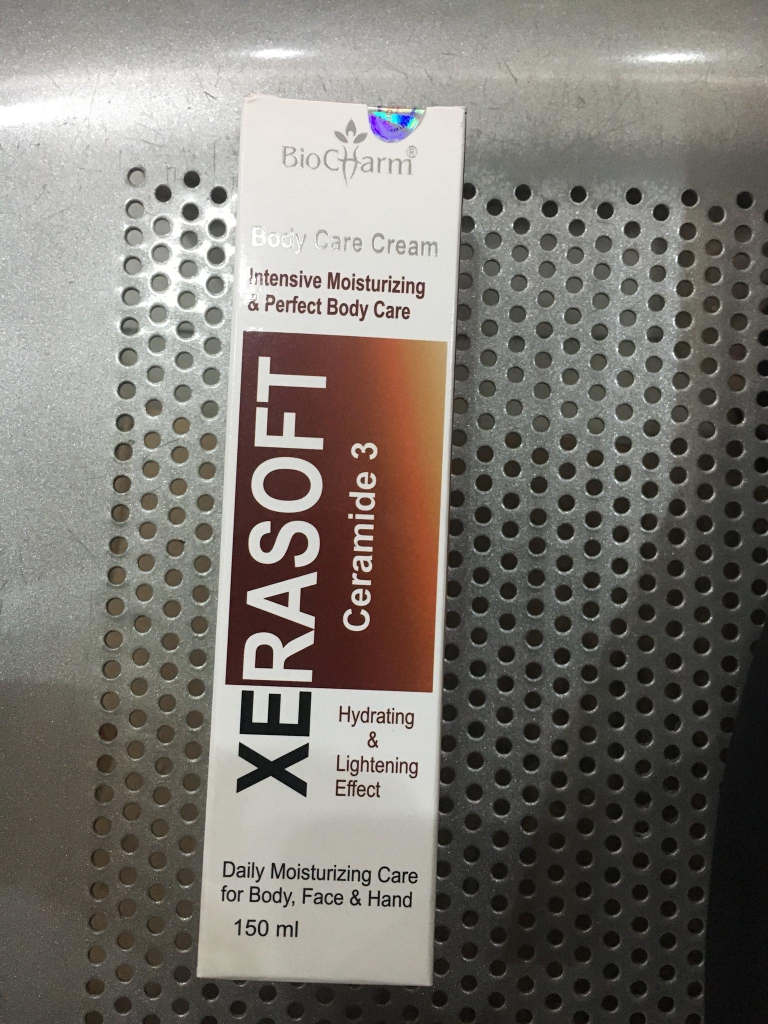 BioCHarm®
Body Care Cream
Intensive Moisturizing
& Perfect Body Care
XERASOFT
Ceramide 3
Hydrating
&
Lightening
Effect
Daily Moisturizing Care
for Body, Face & Hand
150 ml